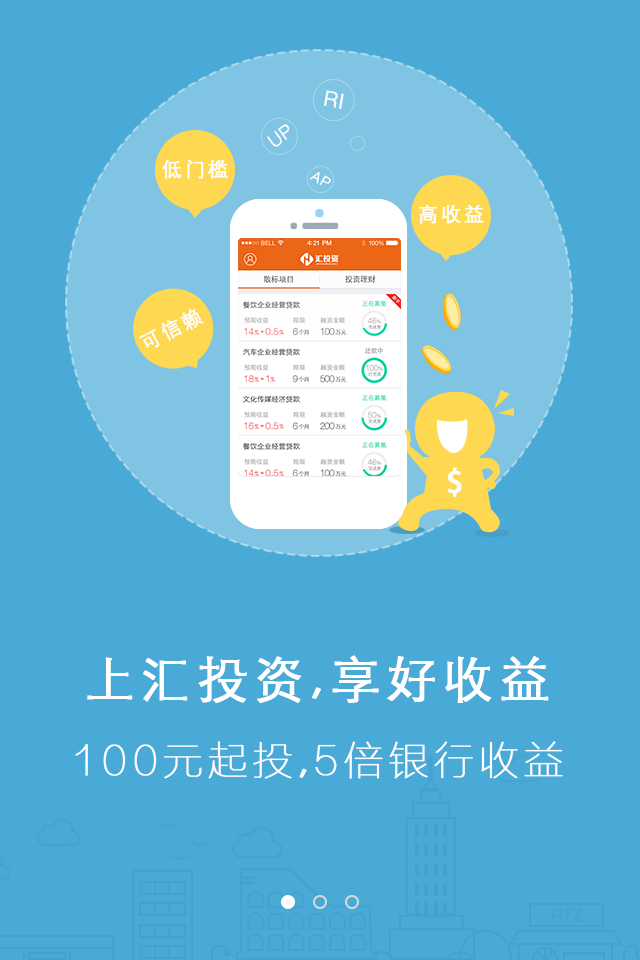 RI
UP
AP
低门槛
高收益
可信赖
BELL 4:21 PM 100%
汇投资
散标项目 投资理财
餐饮企业经营贷款 正在募集
预期收益 期限 融资金额 46%
14%+0.5% 6个月 100万元 完成度
汽车企业经营贷款 还款中
预期收益 期限 融资金额 100%
18%+1% 9个月 500万元
文化传媒经济贷款 正在募集
预期收益 期限 融资金额 50%
16%+0.5% 6个月 200万元 完成度
餐饮企业经营贷款 正在募集
预期收益 期限 融资金额 46%
14%+0.5% 6个月 100万元 完成度
$
上汇投资,享好收益
100元起投,5倍银行收益
HTZ